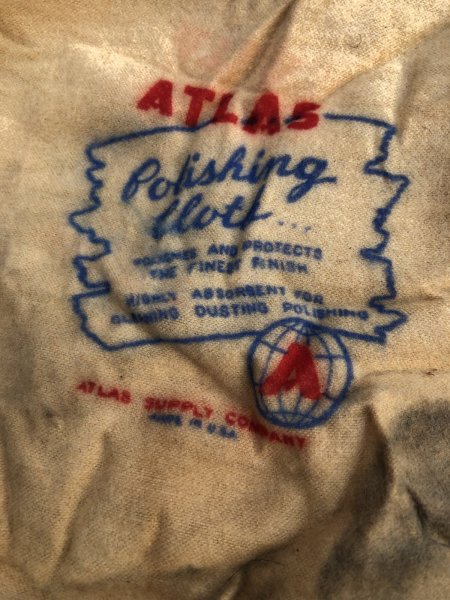 ATLAS
Polishing
Cloth...
POLISHES AND PROTECTS
THE FINEST FINISH
HIGHLY ABSORBENT FOR
CLEANING DUSTING POLISHING
A
ATLAS SUPPLY COMPANY
MADE IN U.S.A.